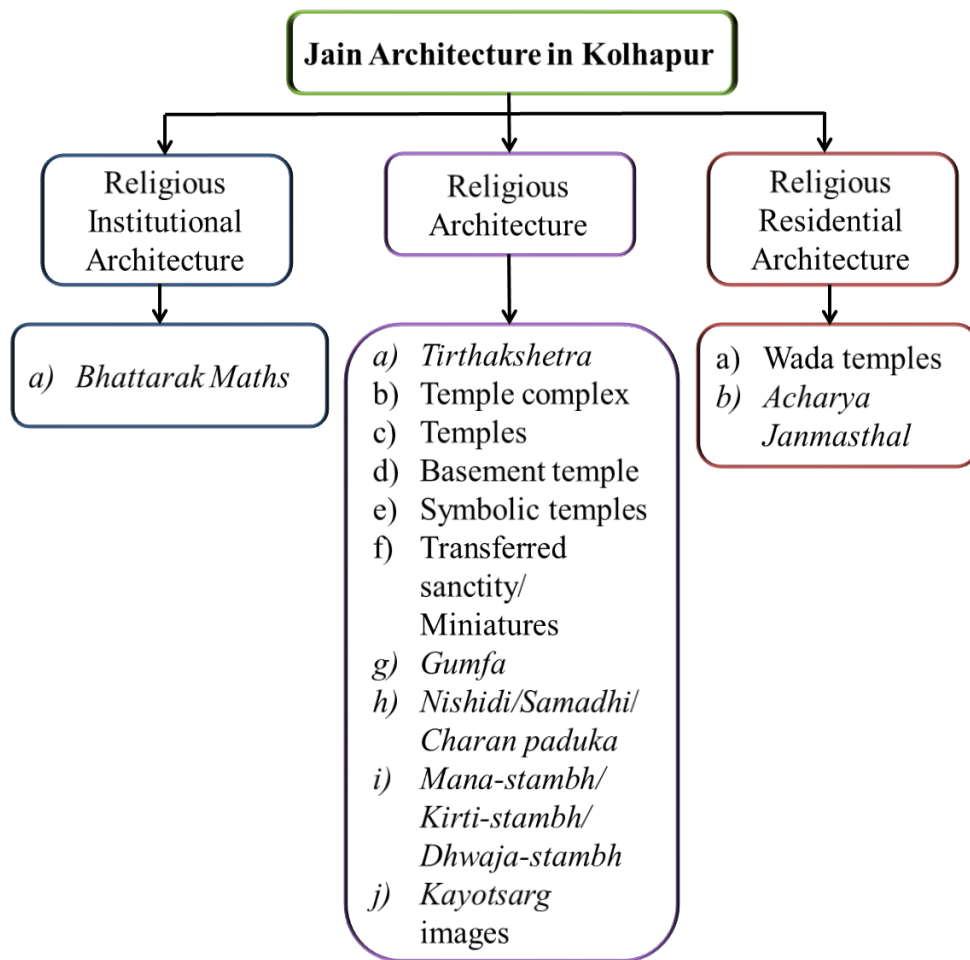 Jain Architecture in Kolhapur
Religious
Institutional
Architecture
a) Bhattarak Maths
Religious
Architecture
a) Tirthakshetra
b) Temple complex
c) Temples
d) Basement temple
e) Symbolic temples
f) Transferred
sanctity/
Miniatures
g) Gumfa
h) Nishidi/Samadhi/
Charan paduka
i) Mana-stambh/
Kirti-stambh/
Dhwaja-stambh
j) Kayotsarg
images
Religious
Residential
Architecture
a) Wada temples
b) Acharya
Janmasthal